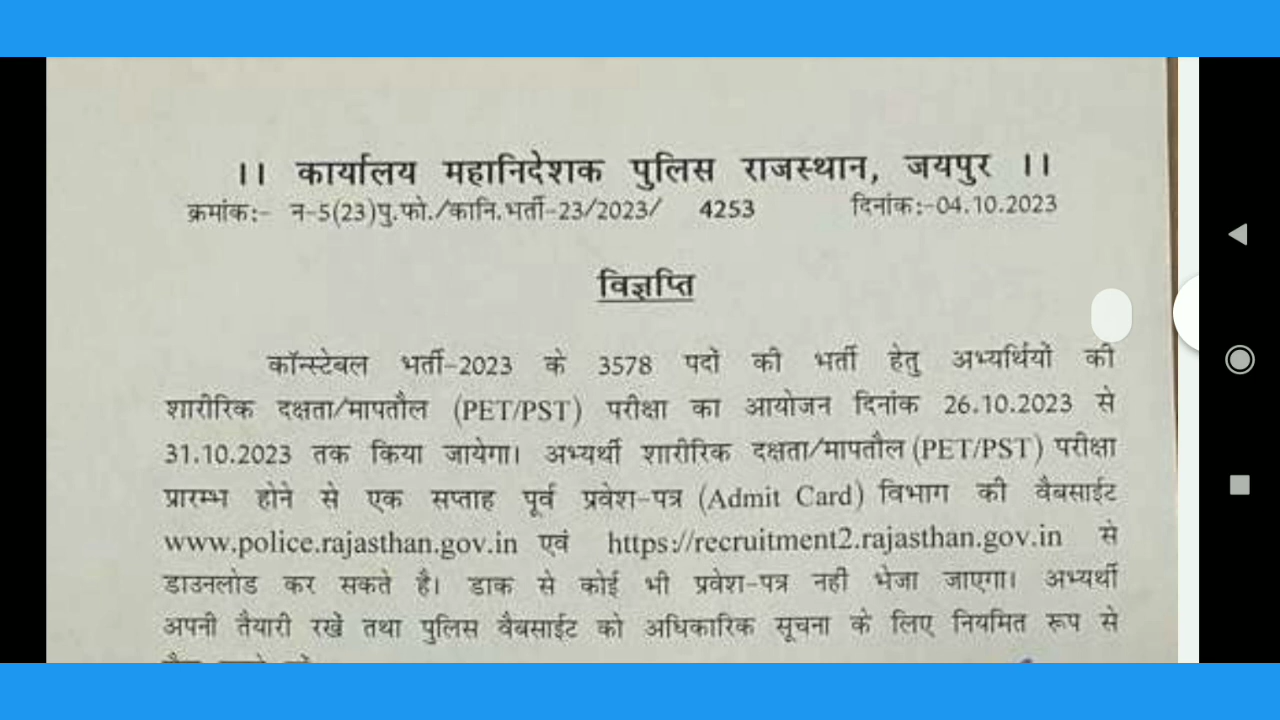 ।। कार्यालय महानिदेशक पुलिस राजस्थान, जयपुर ।।
क्रमांक:- न-5(23)पु.फो./कानि.भर्ती-23/2023/ 4253 दिनांक:-04.10.2023
विज्ञप्ति
कॉन्स्टेबल भर्ती-2023 के 3578 पदों की भर्ती हेतु अभ्यर्थियों की
शारीरिक दक्षता/मापतौल (PET/PST) परीक्षा का आयोजन दिनांक 26.10.2023 से
31.10.2023 तक किया जायेगा। अभ्यर्थी शारीरिक दक्षता/मापतौल (PET/PST) परीक्षा
प्रारम्भ होने से एक सप्ताह पूर्व प्रवेश-पत्र (Admit Card) विभाग की वैबसाईट
www.police.rajasthan.gov.in एवं https://recruitment2.rajasthan.gov.in से
डाउनलोड कर सकते है। डाक से कोई भी प्रवेश-पत्र नही भेजा जाएगा। अभ्यर्थी
अपनी तैयारी रखें तथा पुलिस वैबसाईट को अधिकारिक सूचना के लिए नियमित रूप से